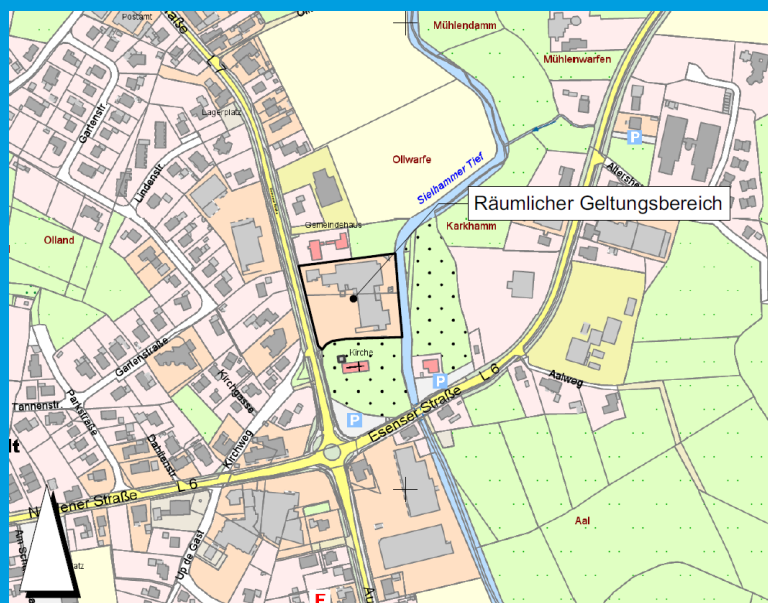 Postamt
L 5
Mühlendamm
Mühlenwarfen
Gartenstr.
Lagerplatz
Lindenstr.
Ollwarfe
Sielhammer Tief
P
Räumlicher Geltungsbereich
Gemeindehaus
Karkhamm
Olland
Kirche
Gartenstraße
Kirchgasse
Parkstraße
Tannenstr.
Dahlienstr.
Kirchweg
P
P
Esenser Straße L 6
Aalweg
L 6
Up de Gast
Aal
F